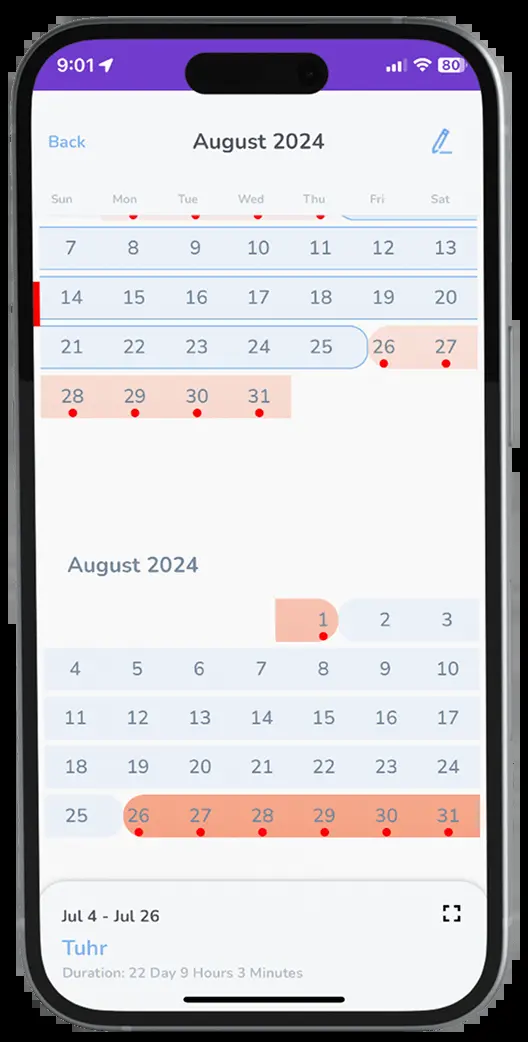 9:01 80
Back August 2024
Sun Mon Tue Wed Thu Fri Sat
7 8 9 10 11 12 13
14 15 16 17 18 19 20
21 22 23 24 25 26 27
28 29 30 31
August 2024
1 2 3
4 5 6 7 8 9 10
11 12 13 14 15 16 17
18 19 20 21 22 23 24
25 26 27 28 29 30 31
Jul 4 - Jul 26
Tuhr
Duration: 22 Day 9 Hours 3 Minutes